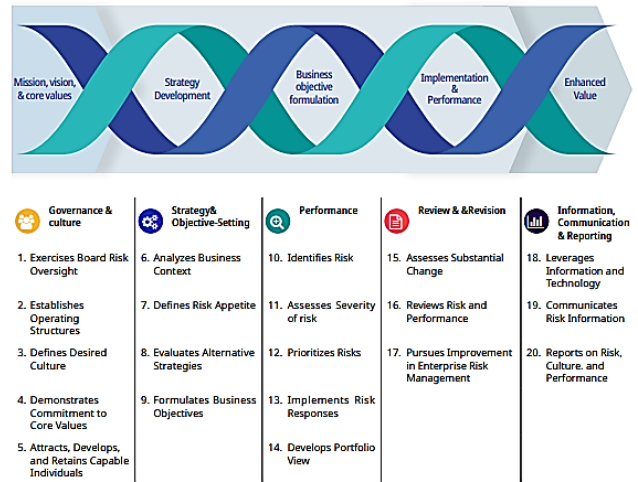 Mission, vision,
& core values
Strategy
Development
Business
objective
formulation
Implementation
&
Performance
Enhanced
Value
Governance &
culture
1. Exercises Board Risk
Oversight
2. Establishes
Operating
Structures
3. Defines Desired
Culture
4. Demonstrates
Commitment to
Core Values
5. Attracts, Develops,
and Retains Capable
Individuals
Strategy&
Objective-Setting
6. Analyzes Business
Context
7. Defines Risk Appetite
8. Evaluates Alternative
Strategies
9. Formulates Business
Objectives
Performance
10. Identifies Risk
11. Assesses Severity
of risk
12. Prioritizes Risks
13. Implements Risk
Responses
14. Develops Portfolio
View
Review & &Revision
15. Assesses Substantial
Change
16. Reviews Risk and
Performance
17. Pursues Improvement
in Enterprise Risk
Management
Information,
Communication
& Reporting
18. Leverages
Information and
Technology
19. Communicates
Risk Information
20. Reports on Risk,
Culture. and
Performance